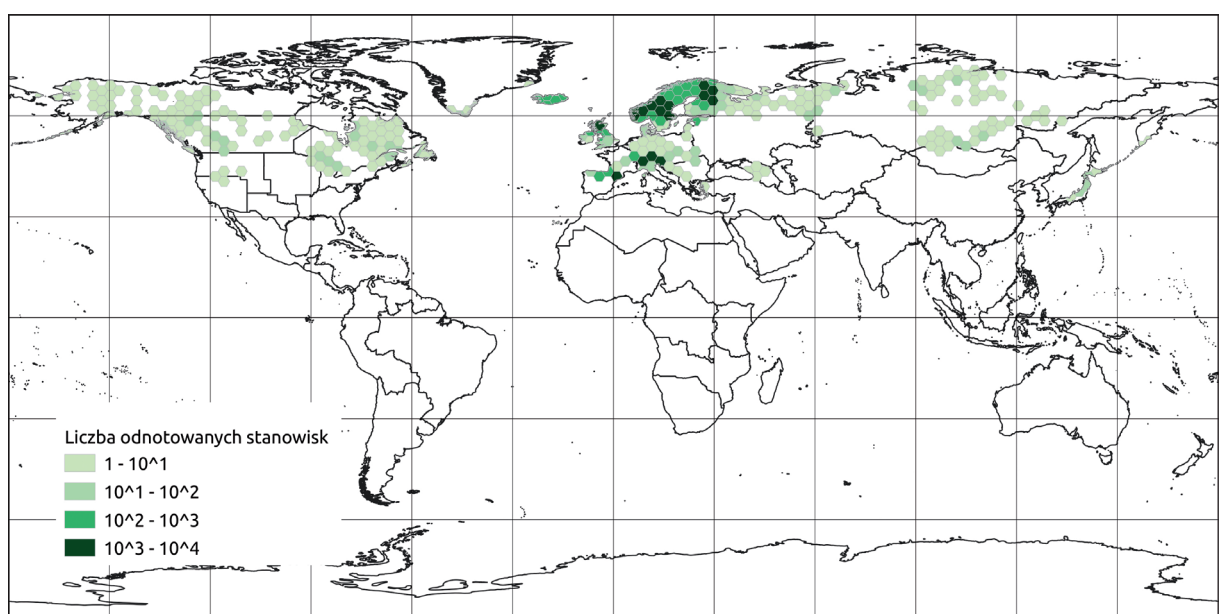 Liczba odnotowanych stanowisk
1 - 10^1
10^1 - 10^2
10^2 - 10^3
10^3 - 10^4